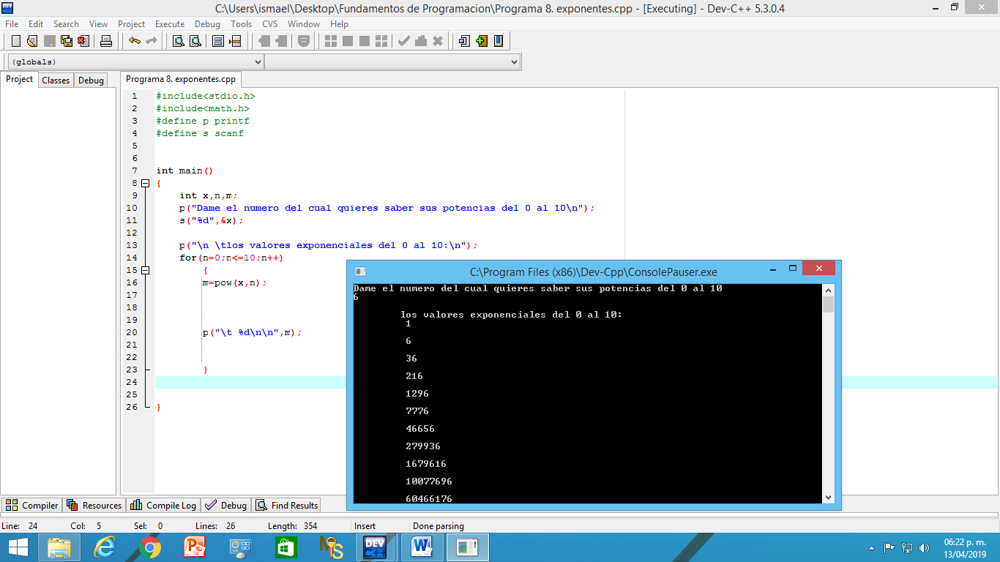 C:\Users\ismael\Desktop\Fundamentos de Programacion\Programa 8. exponentes.cpp - [Executing] - Dev-C++ 5.3.0.4
File Edit Search View Project Execute Debug Tools CVS Window Help
(globals)
Project Classes Debug
Programa 8. exponentes.cpp
1 #include<stdio.h>
2 #include<math.h>
3 #define p printf
4 #define s scanf
5
6
7 int main()
8 {
9 int x,n,m;
10 p("Dame el numero del cual quieres saber sus potencias del 0 al 10\n");
11 s("%d",&x);
12
13 p("\n \tlos valores exponenciales del 0 al 10:\n");
14 for(n=0;n<=10;n++)
15 {
16 m=pow(x,n);
17
18
19
20 p("\t %d\n\n",m);
21
22
23 }
24
25
26 }
C:\Program Files (x86)\Dev-Cpp\ConsolePauser.exe
Dame el numero del cual quieres saber sus potencias del 0 al 10
6
los valores exponenciales del 0 al 10:
1
6
36
216
1296
7776
46656
279936
1679616
10077696
60466176
Compiler Resources Compile Log Debug Find Results
Line: 24 Col: 5 Sel: 0 Lines: 26 Length: 354 Insert Done parsing
DEV C++
06:22 p. m.
13/04/2019